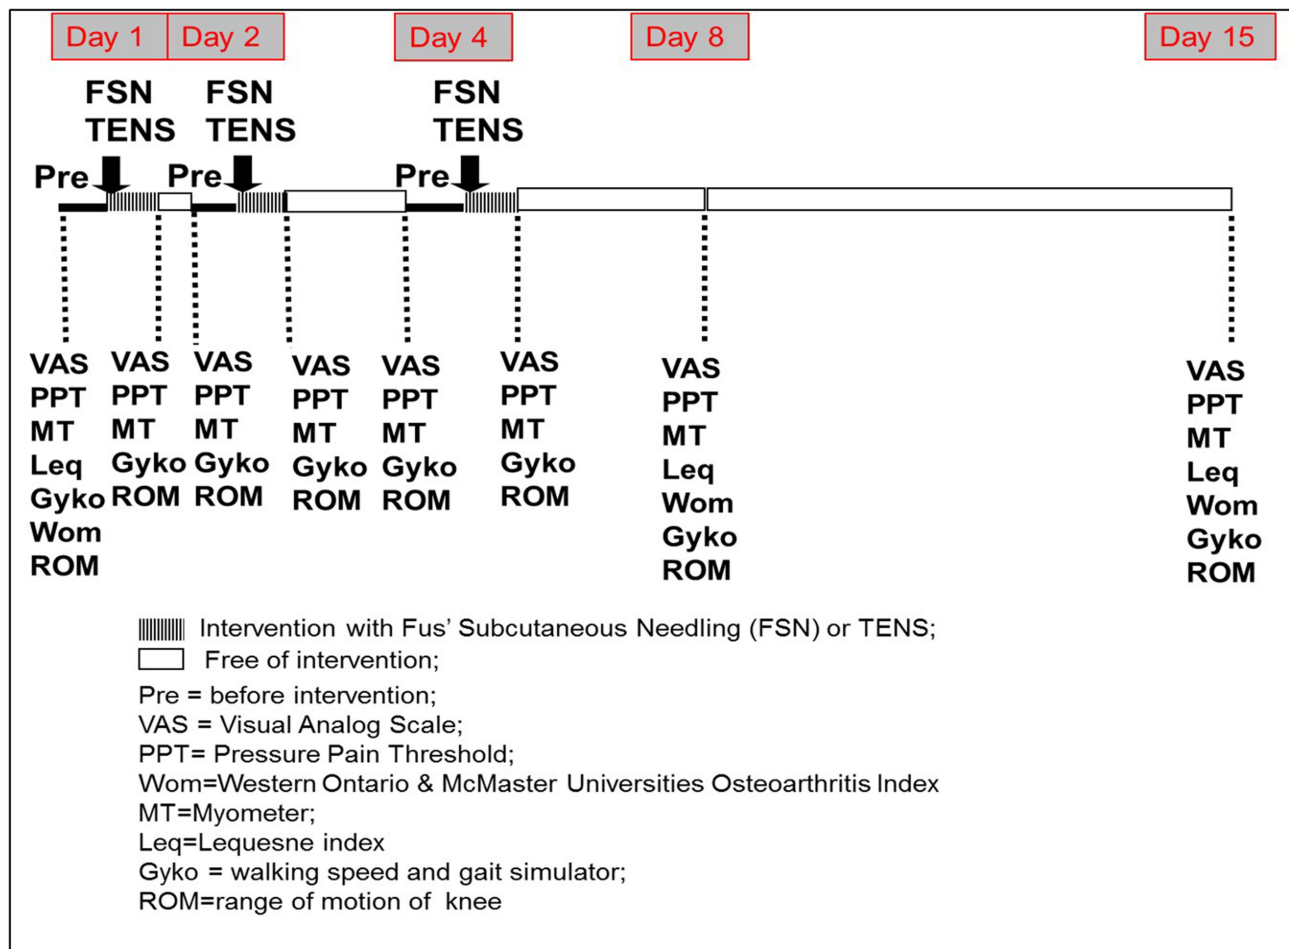 Day 1
Day 2
Day 4
Day 8
Day 15
FSN
TENS
FSN
TENS
FSN
TENS
Pre
Pre
Pre
VAS
PPT
MT
Leq
Gyko
Wom
ROM
VAS
PPT
MT
Gyko
ROM
VAS
PPT
MT
Gyko
ROM
VAS
PPT
MT
Gyko
ROM
VAS
PPT
MT
Gyko
ROM
VAS
PPT
MT
Gyko
ROM
VAS
PPT
MT
Leq
Wom
Gyko
ROM
VAS
PPT
MT
Leq
Wom
Gyko
ROM
Intervention with Fus' Subcutaneous Needling (FSN) or TENS;
Free of intervention;
Pre = before intervention;
VAS = Visual Analog Scale;
PPT= Pressure Pain Threshold;
Wom=Western Ontario & McMaster Universities Osteoarthritis Index
MT=Myometer;
Leq=Lequesne index
Gyko = walking speed and gait simulator;
ROM=range of motion of knee